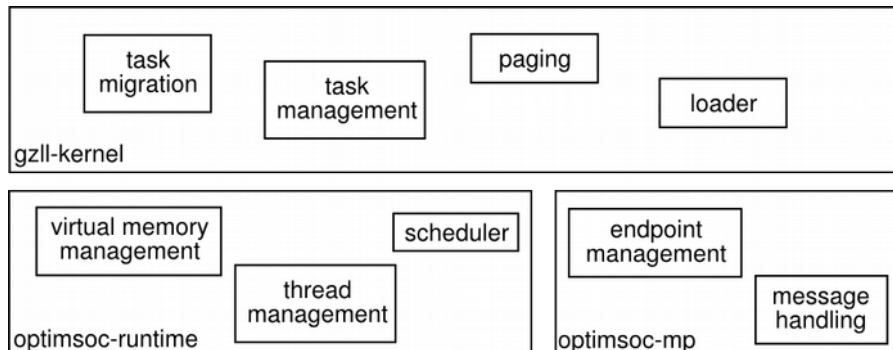 task
migration
task
management
paging
loader
gzll-kernel
virtual memory
management
thread
management
scheduler
optimsoc-runtime
endpoint
management
message
handling
optimsoc-mp